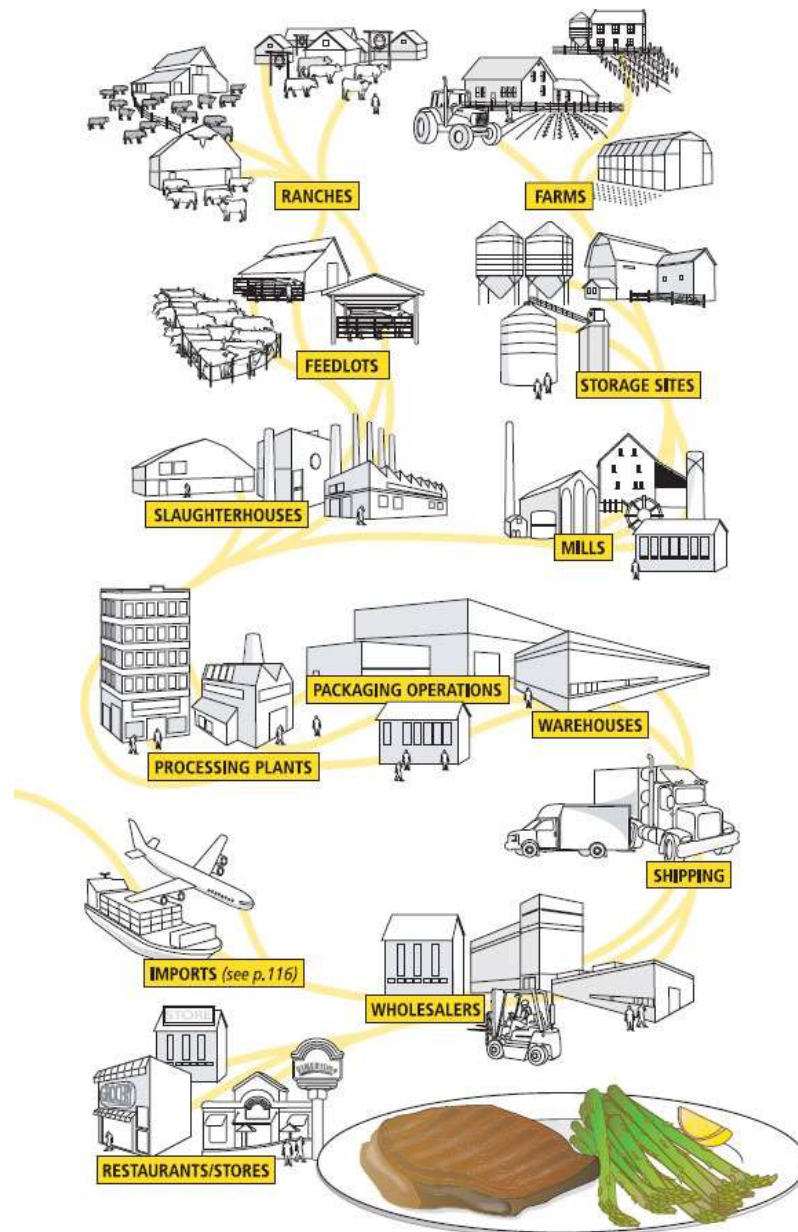 RANCHES
FARMS
FEEDLOTS
STORAGE SITES
SLAUGHTERHOUSES
MILLS
PACKAGING OPERATIONS
WAREHOUSES
PROCESSING PLANTS
SHIPPING
IMPORTS (see p.116)
WHOLESALERS
STORE
RESTAURANTS/STORES